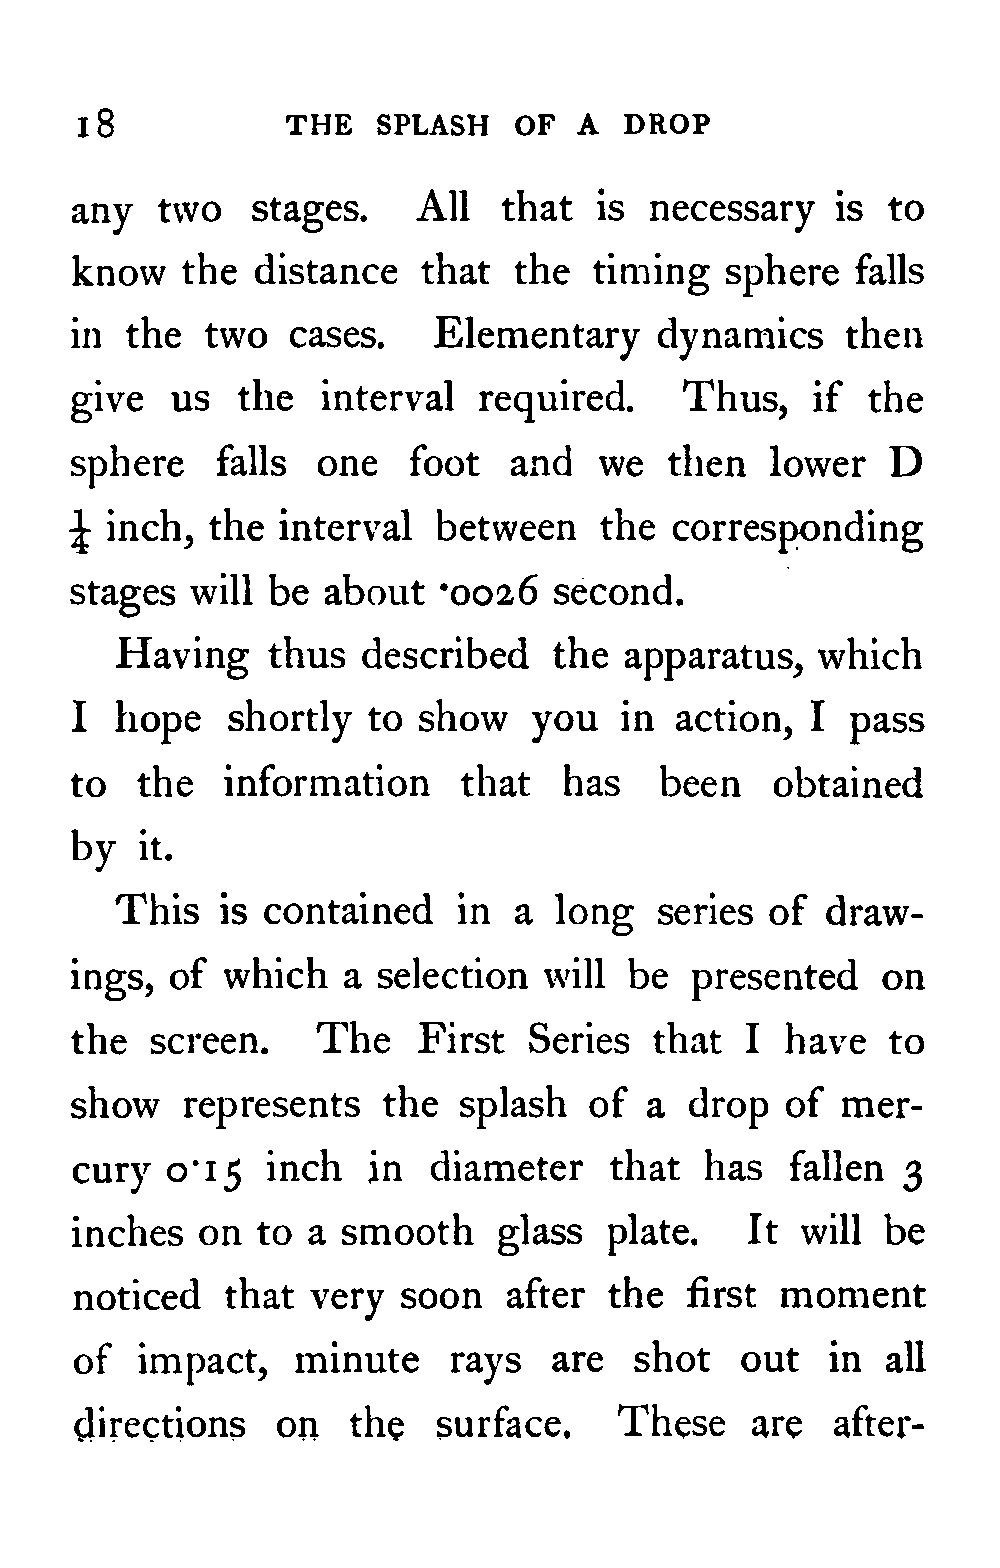 18 THE SPLASH OF A DROP
any two stages. All that is necessary is to
know the distance that the timing sphere falls
in the two cases. Elementary dynamics then
give us the interval required. Thus, if the
sphere falls one foot and we then lower D
¼ inch, the interval between the corresponding
stages will be about ·0026 second.
Having thus described the apparatus, which
I hope shortly to show you in action, I pass
to the information that has been obtained
by it.
This is contained in a long series of draw-
ings, of which a selection will be presented on
the screen. The First Series that I have to
show represents the splash of a drop of mer-
cury 0·15 inch in diameter that has fallen 3
inches on to a smooth glass plate. It will be
noticed that very soon after the first moment
of impact, minute rays are shot out in all
directions on the surface. These are after-